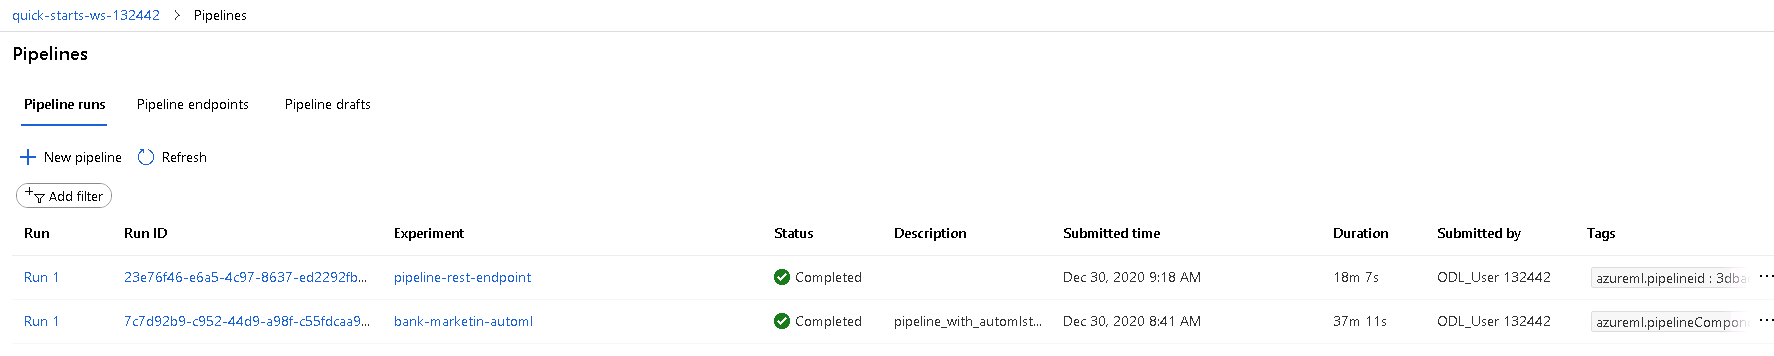 quick-starts-ws-132442 > Pipelines
Pipelines
Pipeline runs Pipeline endpoints Pipeline drafts
New pipeline Refresh
Add filter
Run Run ID Experiment Status Description Submitted time Duration Submitted by Tags
Run 1 23e76f46-e6a5-4c97-8637-ed2292fb... pipeline-rest-endpoint Completed Dec 30, 2020 9:18 AM 18m 7s ODL_User 132442 azureml.pipelineid : 3dba ...
Run 1 7c7d92b9-c952-44d9-a98f-c55fdcaa9... bank-marketin-automl Completed pipeline_with_automlst... Dec 30, 2020 8:41 AM 37m 11s ODL_User 132442 azureml.pipelineCompone ...